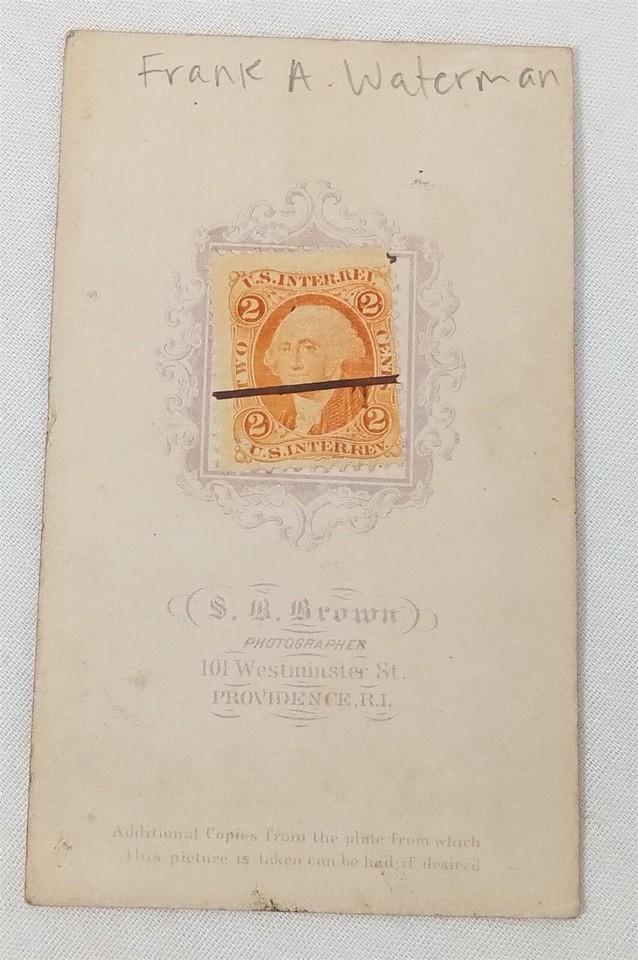 Frank A. Waterman
U.S. INTER. REV.
2 2
TWO CENTS
2 2
U.S. INTER. REV.
S. B. Brown
PHOTOGRAPHER
101 Westminster St.
PROVIDENCE, R.I.
Additional Copies from the plate from which
this picture is taken can be had if desired